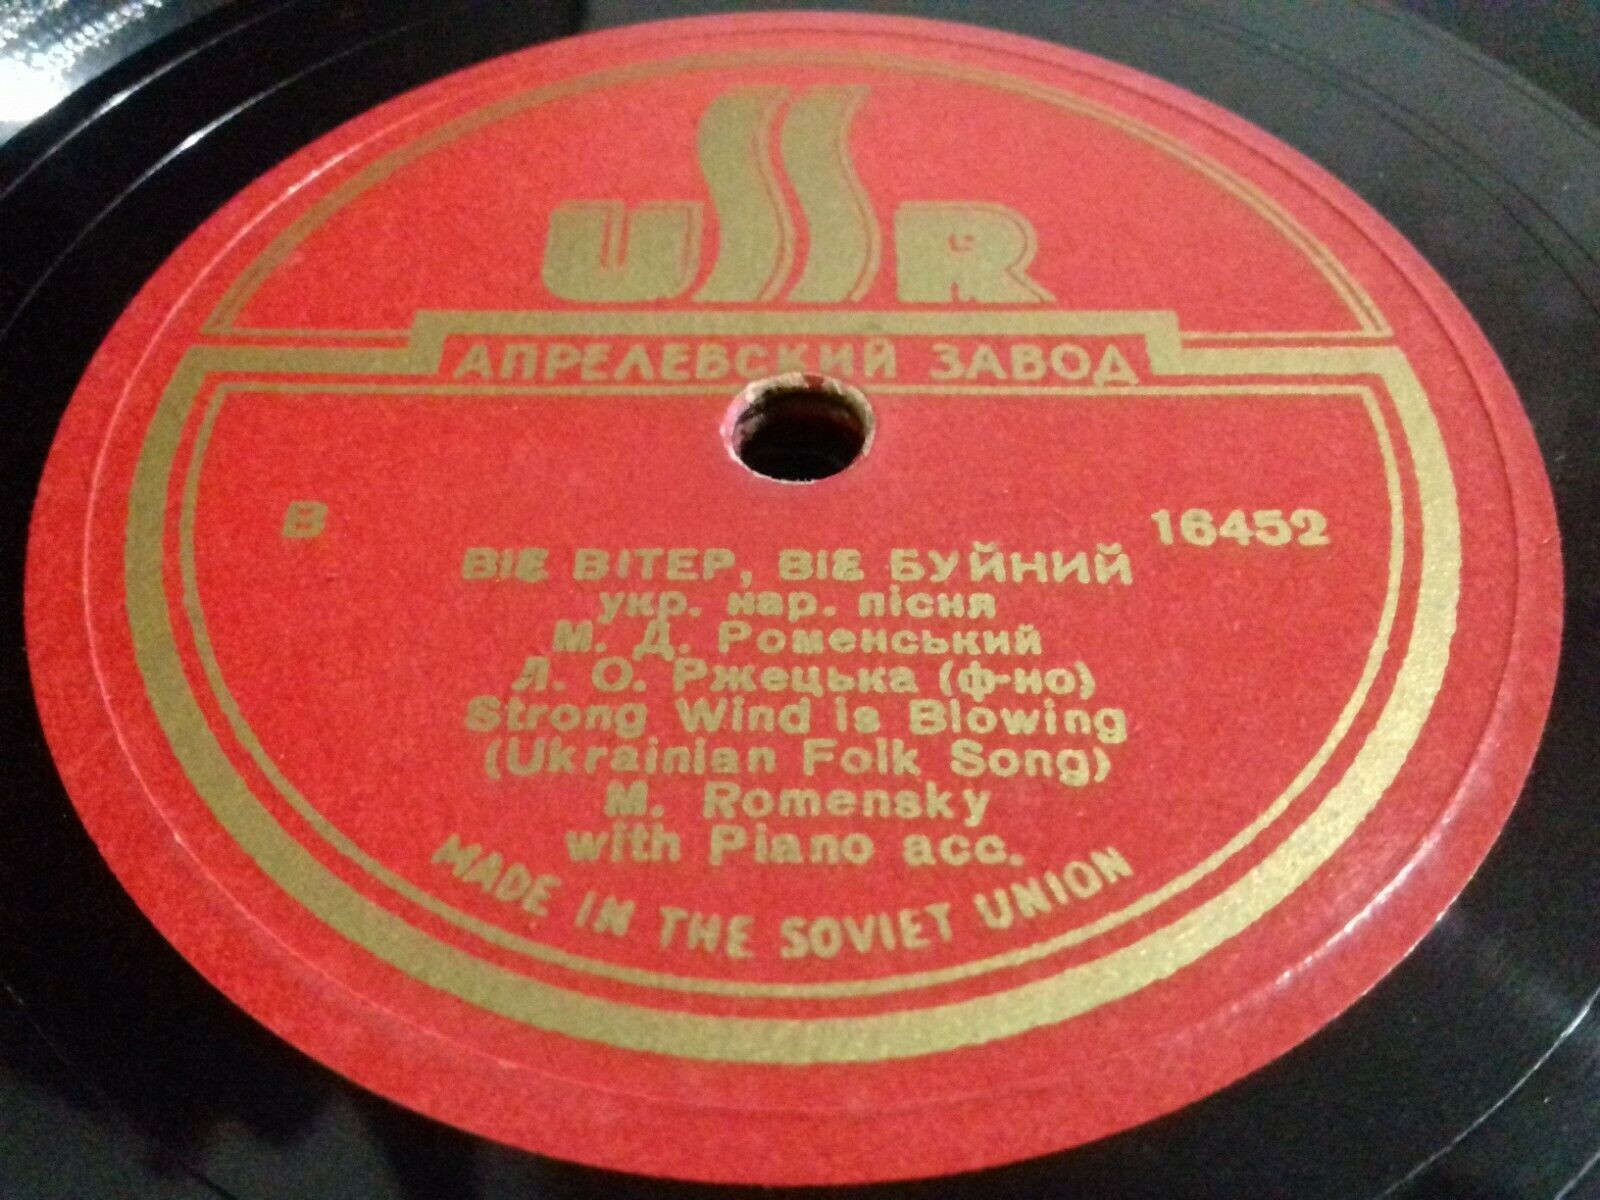 USSR
АПРЕЛЕВСКИЙ ЗАВОД
В 16452
ВІЄ ВІТЕР, ВІЄ БУЙНИЙ
укр. нар. пісня
М. Д. Роменський
Л. О. Ржецька (ф-но)
Strong Wind is Blowing
(Ukrainian Folk Song)
M. Romensky
with Piano acc.
MADE IN THE SOVIET UNION